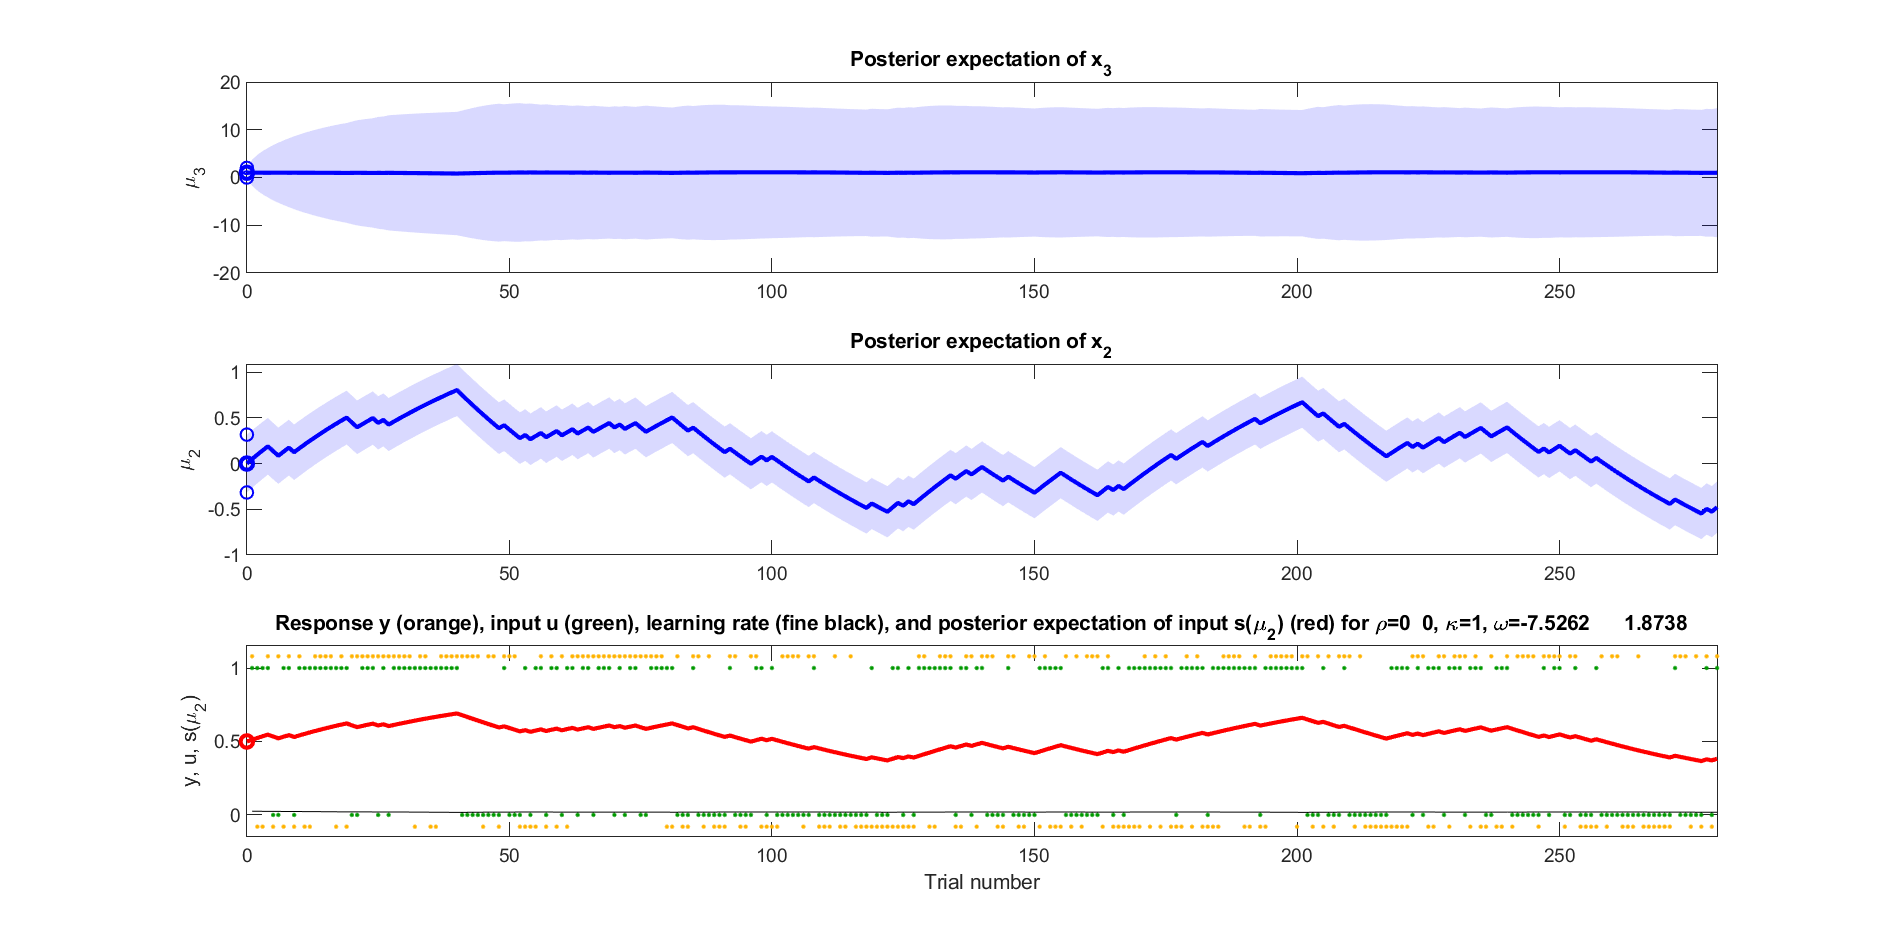 Posterior expectation of x₃
20
10
0
-10
-20
μ₃
0 50 100 150 200 250
Posterior expectation of x₂
1
0.5
0
-0.5
-1
μ₂
0 50 100 150 200 250
Response y (orange), input u (green), learning rate (fine black), and posterior expectation of input s(μ₂) (red) for ρ=0 0, κ=1, ω=-7.5262 1.8738
1
0.5
0
y, u, s(μ₂)
0 50 100 150 200 250
Trial number